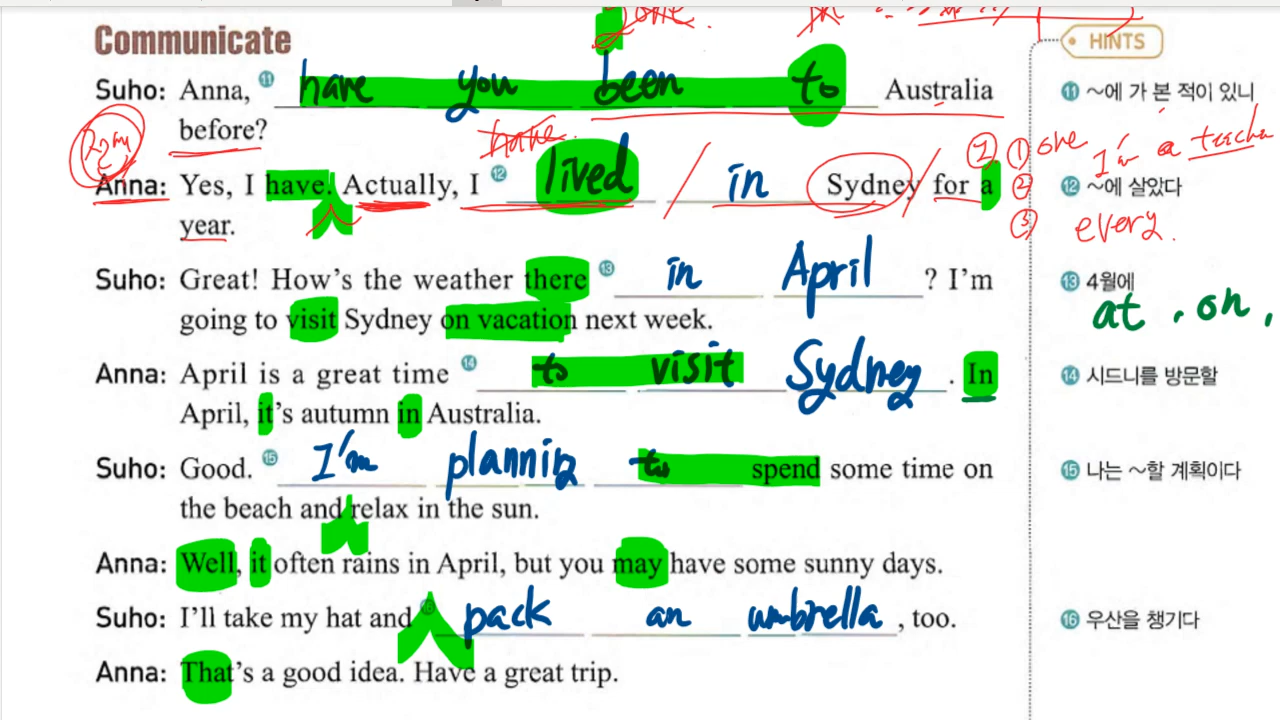 gone.
Communicate
HINTS
Suho: Anna, ⑪ have you been to Australia
⑪ ~에 가 본 적이 있니
before?
have
② ① one I'm a teacher
Anna: Yes, I have. Actually, I ⑫ lived / in Sydney / for a
② ⑫ ~에 살았다
year.
③ every.
Suho: Great! How's the weather there ⑬ in April ? I'm
⑬ 4월에
going to visit Sydney on vacation next week.
at, on,
Anna: April is a great time ⑭ to visit Sydney . In
⑭ 시드니를 방문할
April, it's autumn in Australia.
Suho: Good. ⑮ I'm planning to spend some time on
⑮ 나는 ~할 계획이다
the beach and relax in the sun.
Anna: Well, it often rains in April, but you may have some sunny days.
Suho: I'll take my hat and ⑯ pack an umbrella , too.
⑯ 우산을 챙기다
Anna: That's a good idea. Have a great trip.